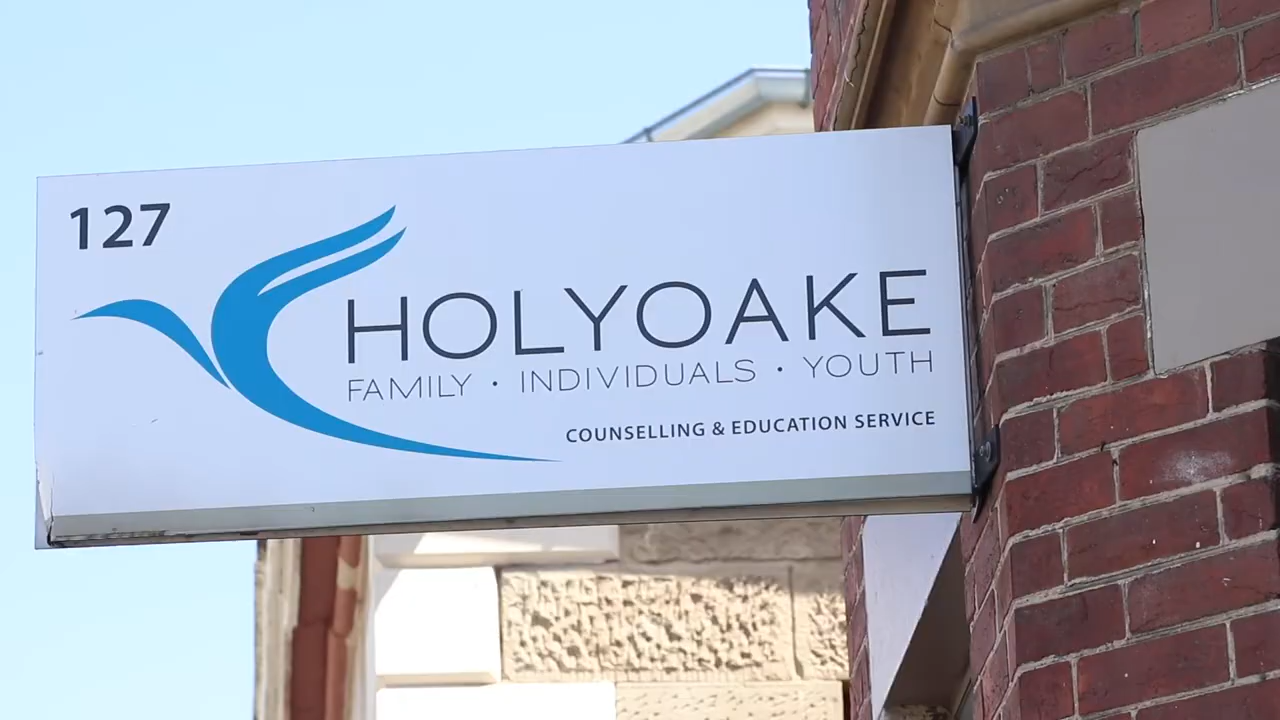 127
HOLYOAKE
FAMILY · INDIVIDUALS · YOUTH
COUNSELLING & EDUCATION SERVICE